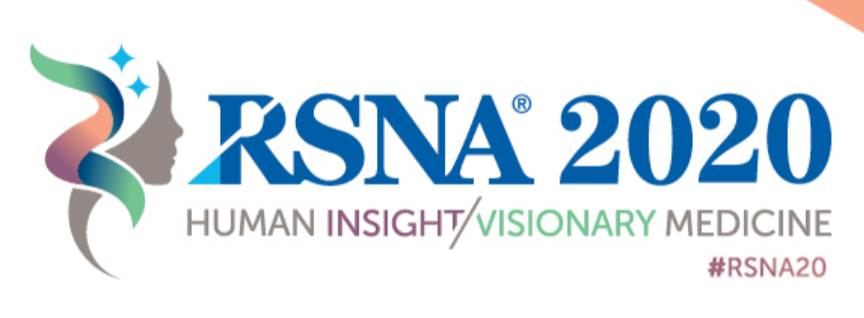 RSNA® 2020
HUMAN INSIGHT/VISIONARY MEDICINE
#RSNA20